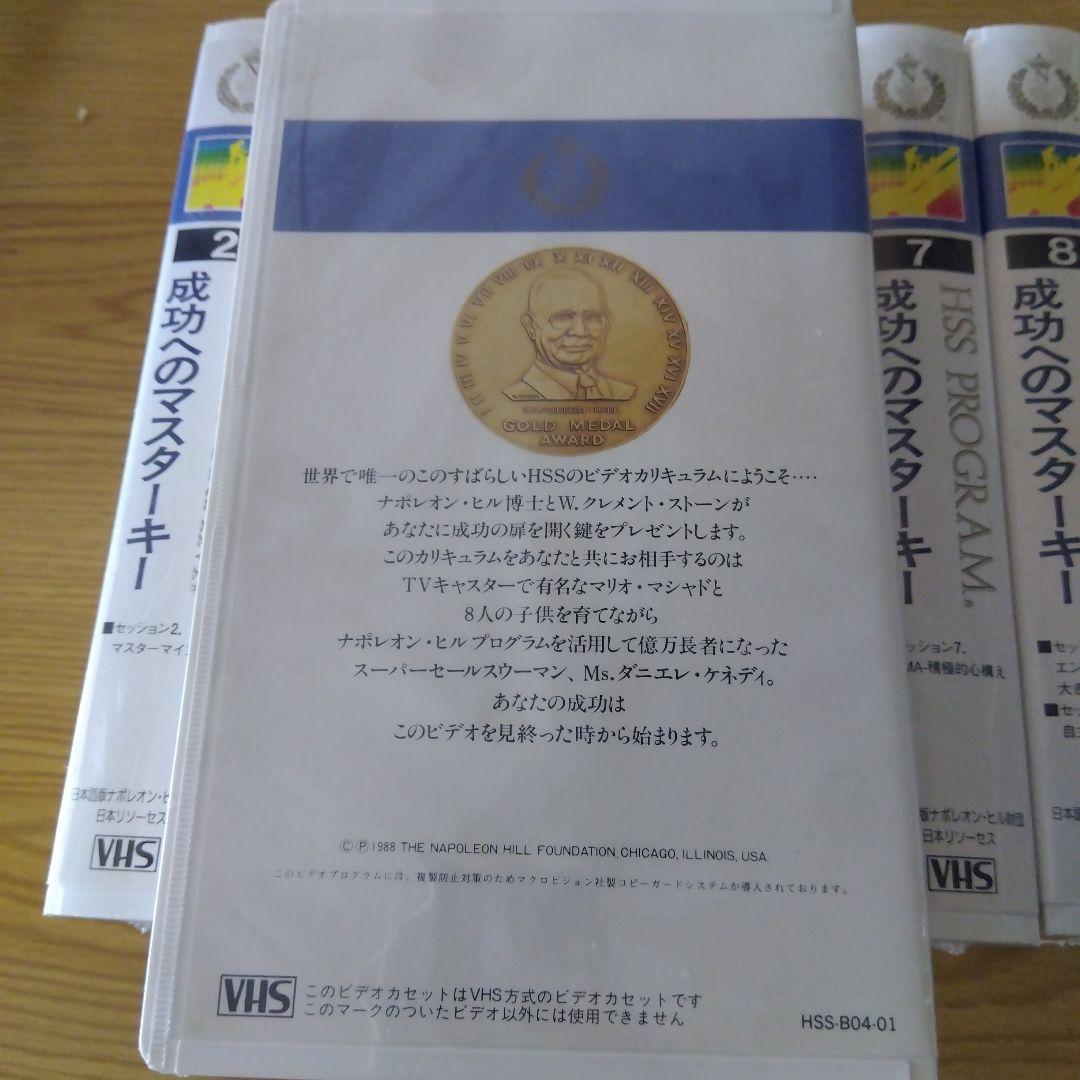 2
成功へのマスターキー
■セッション2.
マスターマイ
日本語版ナポレオン・ヒ
日本リソーセス
VHS
I II III IV V VI VII VIII IX X XI XII XIII XIV XV XVI XVII
NAPOLEON HILL
GOLD MEDAL
AWARD
世界で唯一のこのすばらしいHSSのビデオカリキュラムにようこそ‥‥
ナポレオン・ヒル博士とW.クレメント・ストーンが
あなたに成功の扉を開く鍵をプレゼントします。
このカリキュラムをあなたと共にお相手するのは
TVキャスターで有名なマリオ・マシャドと
8人の子供を育てながら
ナポレオン・ヒルプログラムを活用して億万長者になった
スーパーセールスウーマン、Ms.ダニエレ・ケネディ。
あなたの成功は
このビデオを見終った時から始まります。
©Ⓟ1988 THE NAPOLEON HILL FOUNDATION, CHICAGO, ILLINOIS, USA.
このビデオプログラムには、複製防止対策のためマクロビジョン社製コピーガードシステムが導入されております。
VHS
このビデオカセットはVHS方式のビデオカセットです
このマークのついたビデオ以外には使用できません
HSS-B04-01
N
7
成功へのマスターキー
HSS PROGRAM®
ッション7.
MA-積極的心構え
版ナポレオン・ヒル財団
日本リソーセス
VHS
N
8
成功へのマスターキー
■セッ
エン
大き
■セッ
自
日本語